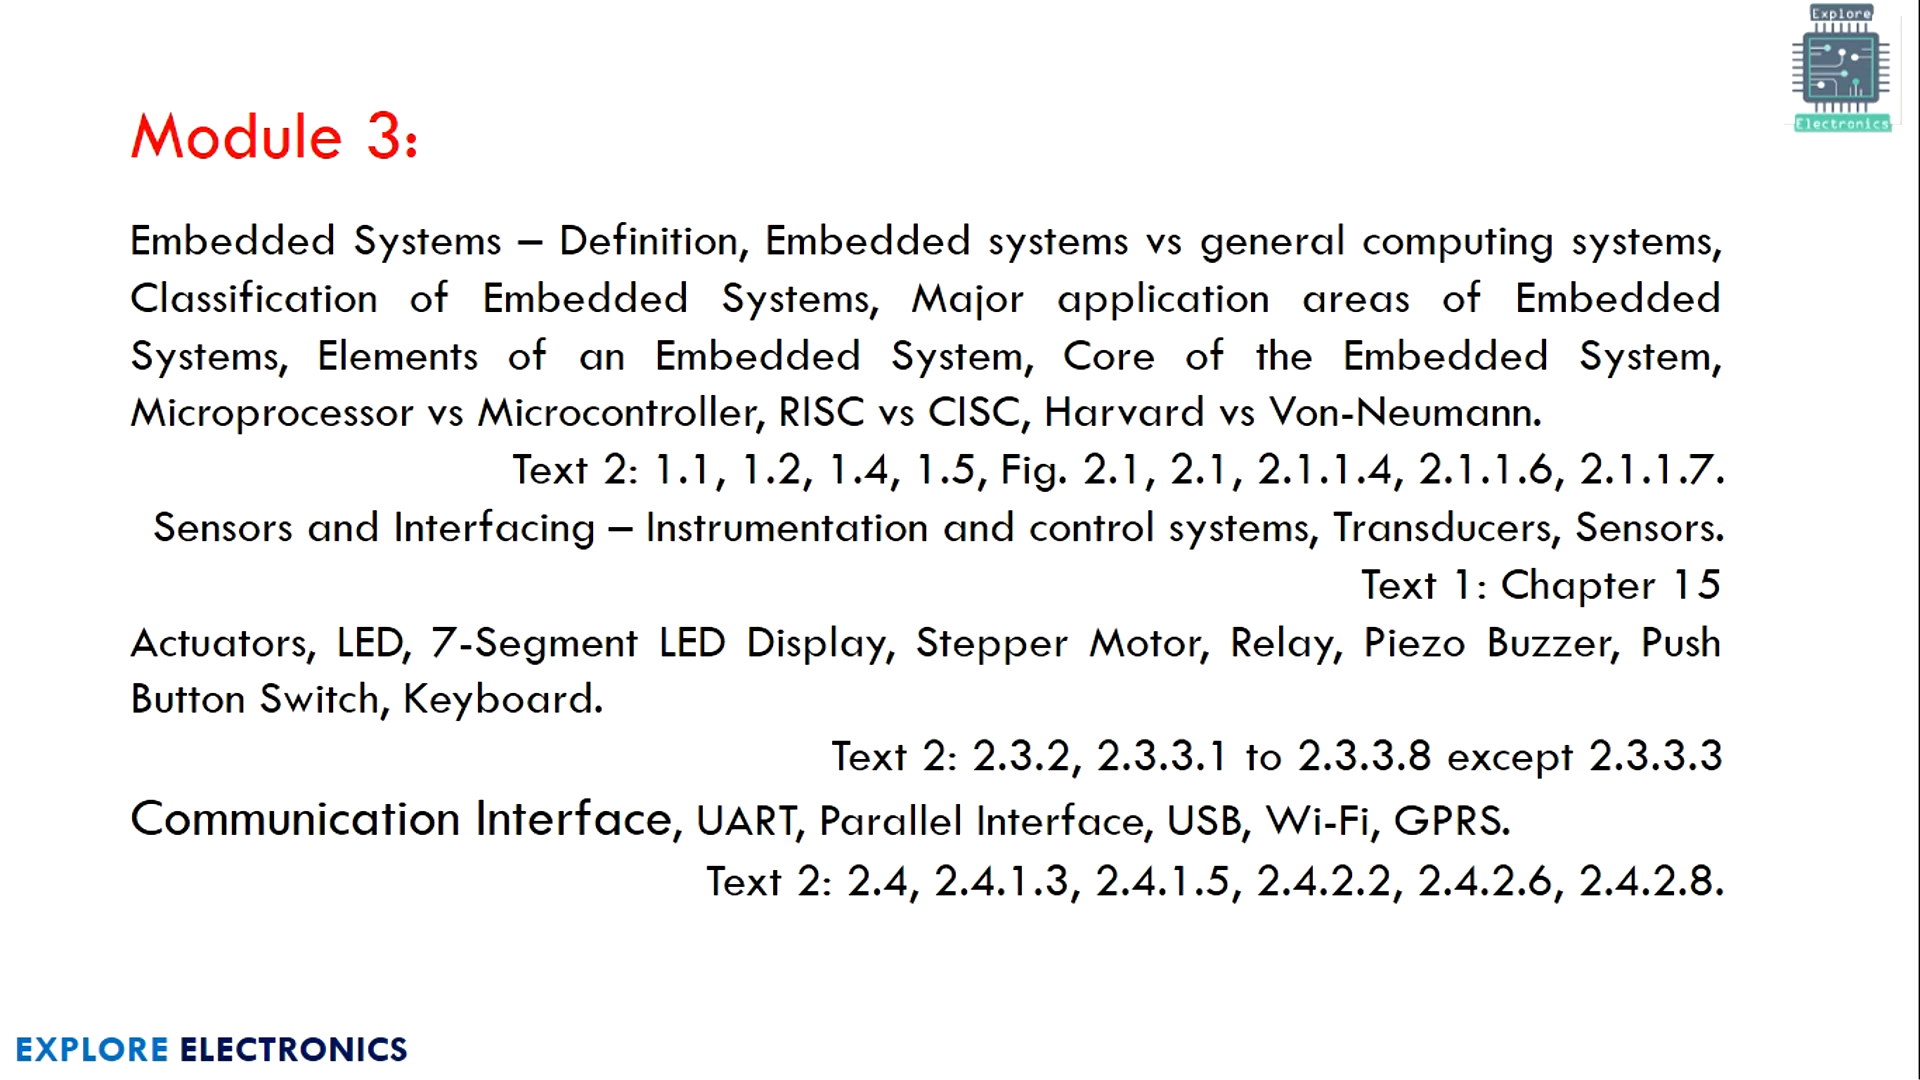 Explore
Electronics
Module 3:
Embedded Systems – Definition, Embedded systems vs general computing systems,
Classification of Embedded Systems, Major application areas of Embedded
Systems, Elements of an Embedded System, Core of the Embedded System,
Microprocessor vs Microcontroller, RISC vs CISC, Harvard vs Von-Neumann.
Text 2: 1.1, 1.2, 1.4, 1.5, Fig. 2.1, 2.1, 2.1.1.4, 2.1.1.6, 2.1.1.7.
Sensors and Interfacing – Instrumentation and control systems, Transducers, Sensors.
Text 1: Chapter 15
Actuators, LED, 7-Segment LED Display, Stepper Motor, Relay, Piezo Buzzer, Push
Button Switch, Keyboard.
Text 2: 2.3.2, 2.3.3.1 to 2.3.3.8 except 2.3.3.3
Communication Interface, UART, Parallel Interface, USB, Wi-Fi, GPRS.
Text 2: 2.4, 2.4.1.3, 2.4.1.5, 2.4.2.2, 2.4.2.6, 2.4.2.8.
EXPLORE ELECTRONICS